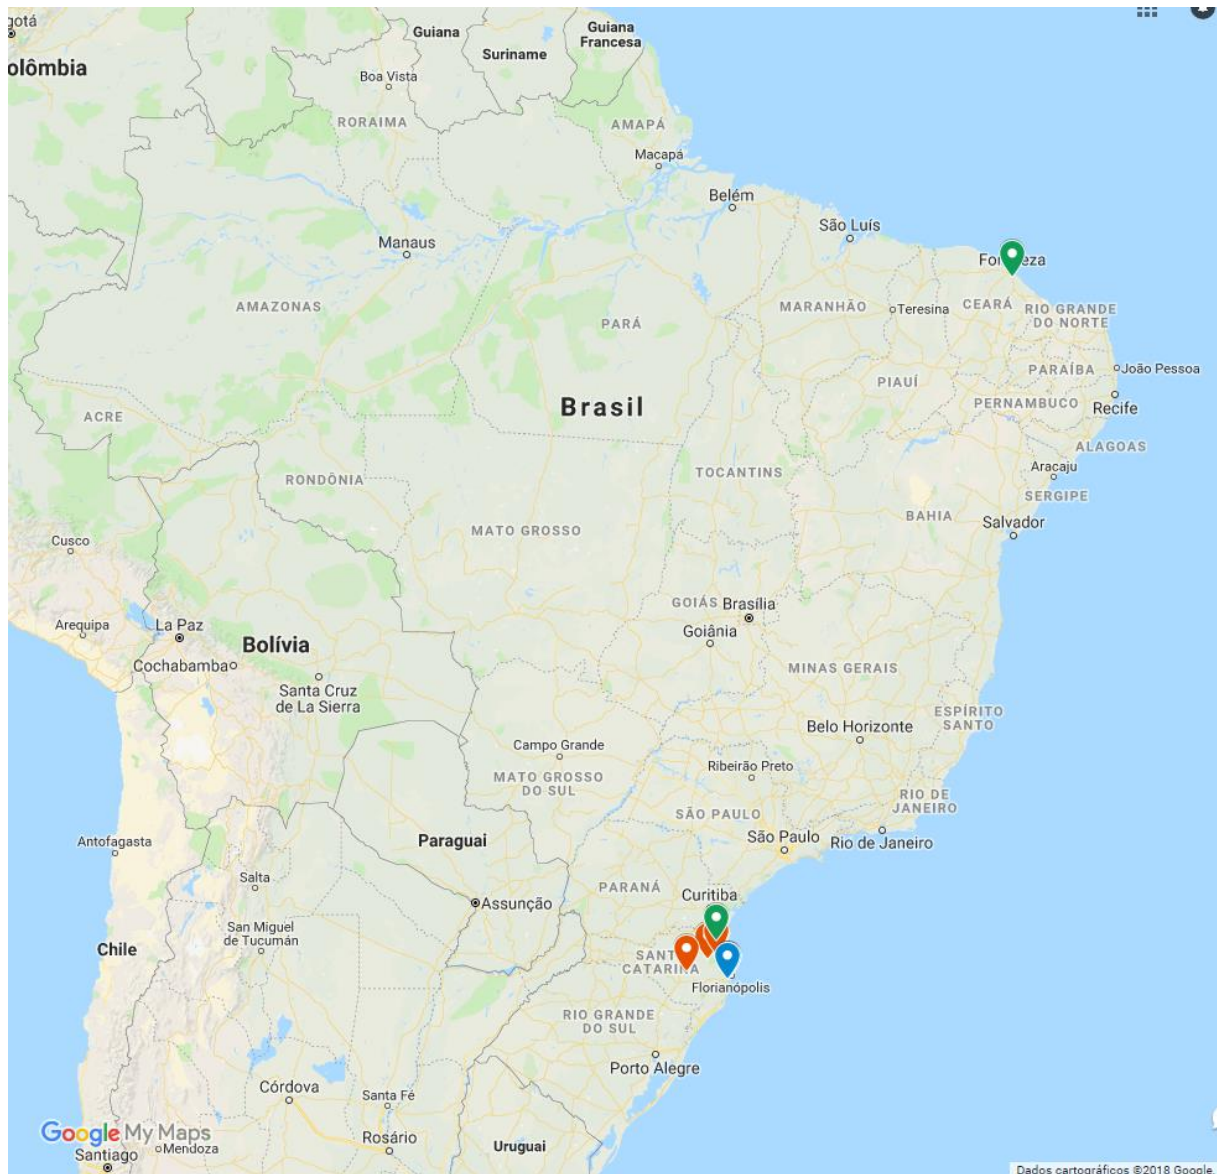 gotá
Guiana
Guiana
Francesa
Suriname
olômbia
Boa Vista
RORAIMA
AMAPÁ
Macapá
Belém
São Luís
Manaus
AMAZONAS
PARÁ
MARANHÃO
Teresina
CEARÁ
RIO GRANDE
DO NORTE
PARAÍBA
João Pessoa
PIAUÍ
PERNAMBUCO
Recife
Brasil
ACRE
ALAGOAS
RONDÔNIA
TOCANTINS
Aracaju
SERGIPE
MATO GROSSO
BAHIA
Salvador
Cusco
GOIÁS
Brasília
Goiânia
Arequipa
La Paz
Bolívia
Cochabamba
MINAS GERAIS
Santa Cruz
de La Sierra
ESPÍRITO
SANTO
Belo Horizonte
Campo Grande
MATO GROSSO
DO SUL
Ribeirão Preto
RIO DE
JANEIRO
SÃO PAULO
São Paulo
Rio de Janeiro
Antofagasta
Paraguai
Salta
PARANÁ
Curitiba
Assunção
San Miguel
de Tucumán
Chile
CATARINA
Florianópolis
RIO GRANDE
DO SUL
Porto Alegre
Córdova
Santa Fé
Google My Maps
Mendoza
Rosário
Uruguai
Santiago
Dados cartográficos ©2018 Google